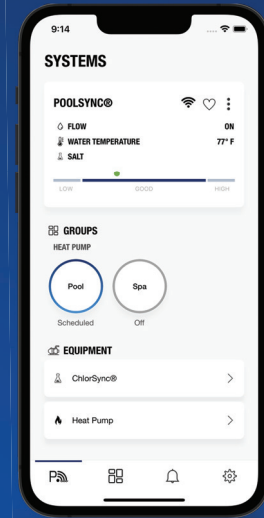 9:14
SYSTEMS
POOLSYNC®
FLOW ON
WATER TEMPERATURE 77° F
SALT
LOW GOOD HIGH
GROUPS
HEAT PUMP
Pool Spa
Scheduled Off
EQUIPMENT
ChlorSync®
Heat Pump
P